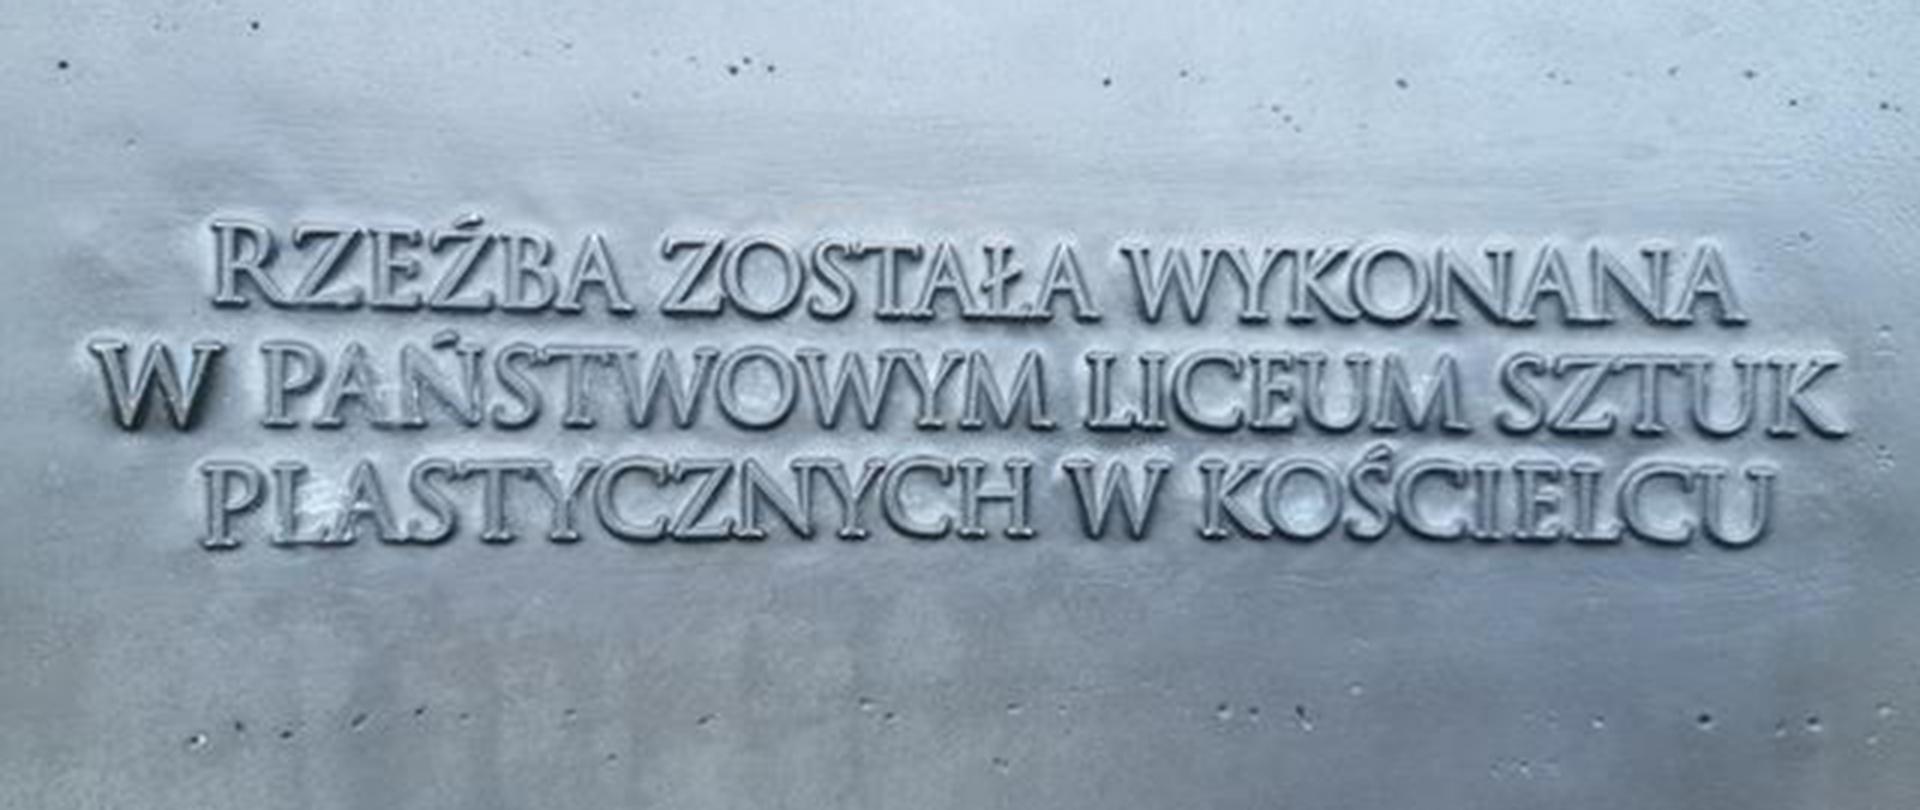 RZEŹBA ZOSTAŁA WYKONANA
W PAŃSTWOWYM LICEUM SZTUK
PLASTYCZNYCH W KOŚCIELCU